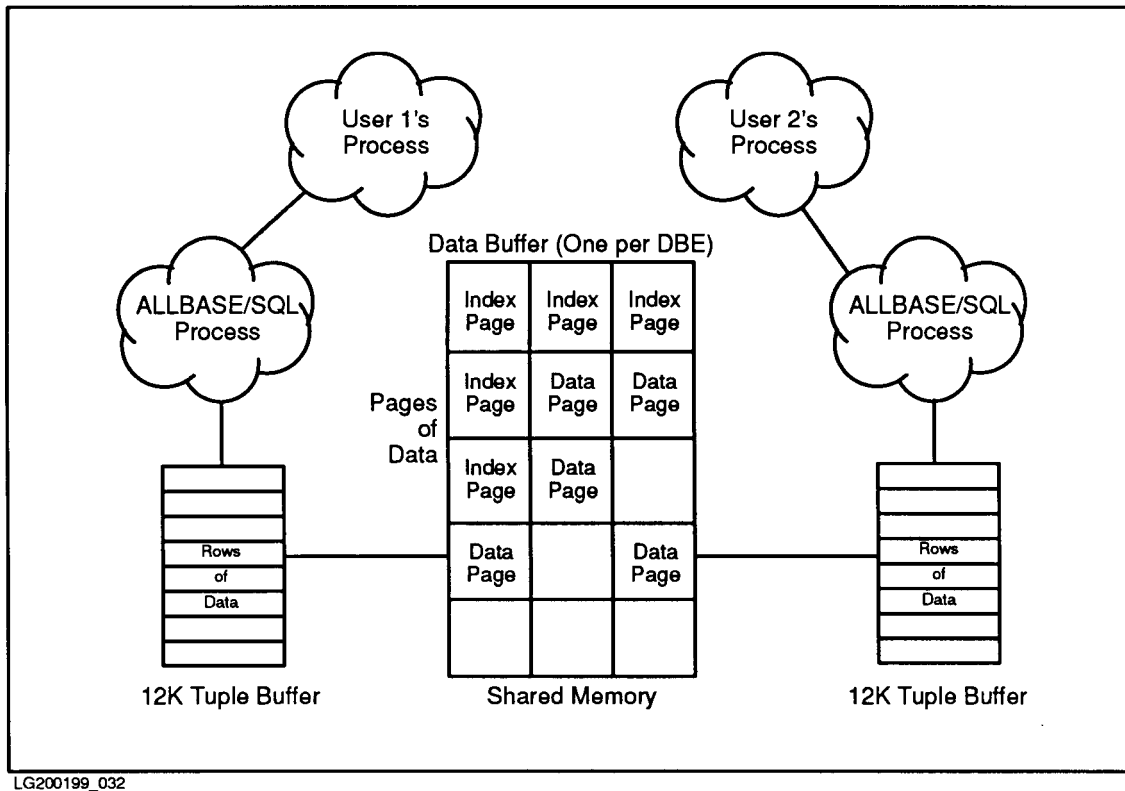 User 1's
Process
User 2's
Process
ALLBASE/SQL
Process
Data Buffer (One per DBE)
ALLBASE/SQL
Process
Index
Page
Index
Page
Index
Page
Pages
of
Data
Index
Page
Data
Page
Data
Page
Index
Page
Data
Page
Data
Page
Data
Page
Rows
of
Data
Rows
of
Data
12K Tuple Buffer
Shared Memory
12K Tuple Buffer
LG200199_032